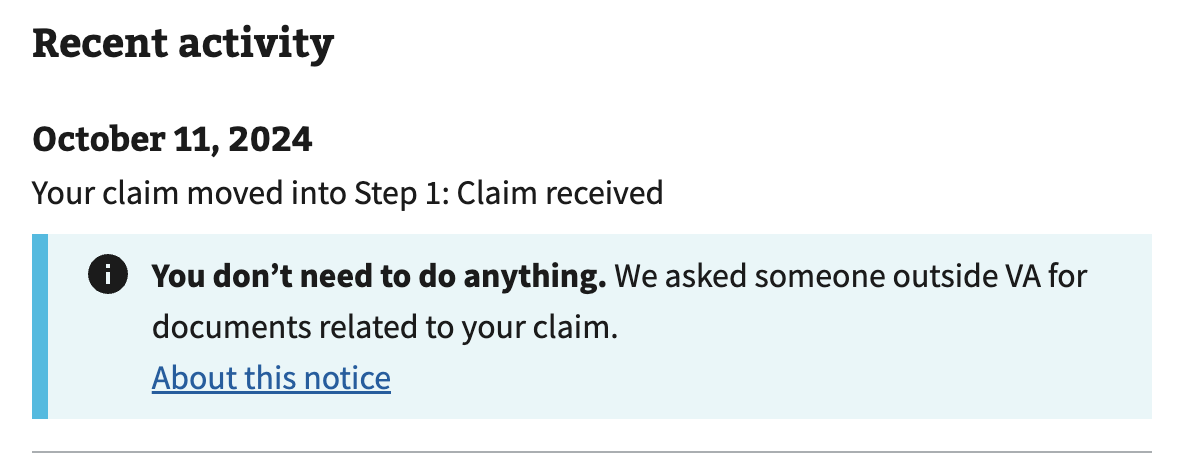 Recent activity
October 11, 2024
Your claim moved into Step 1: Claim received
You don’t need to do anything. We asked someone outside VA for
documents related to your claim.
About this notice